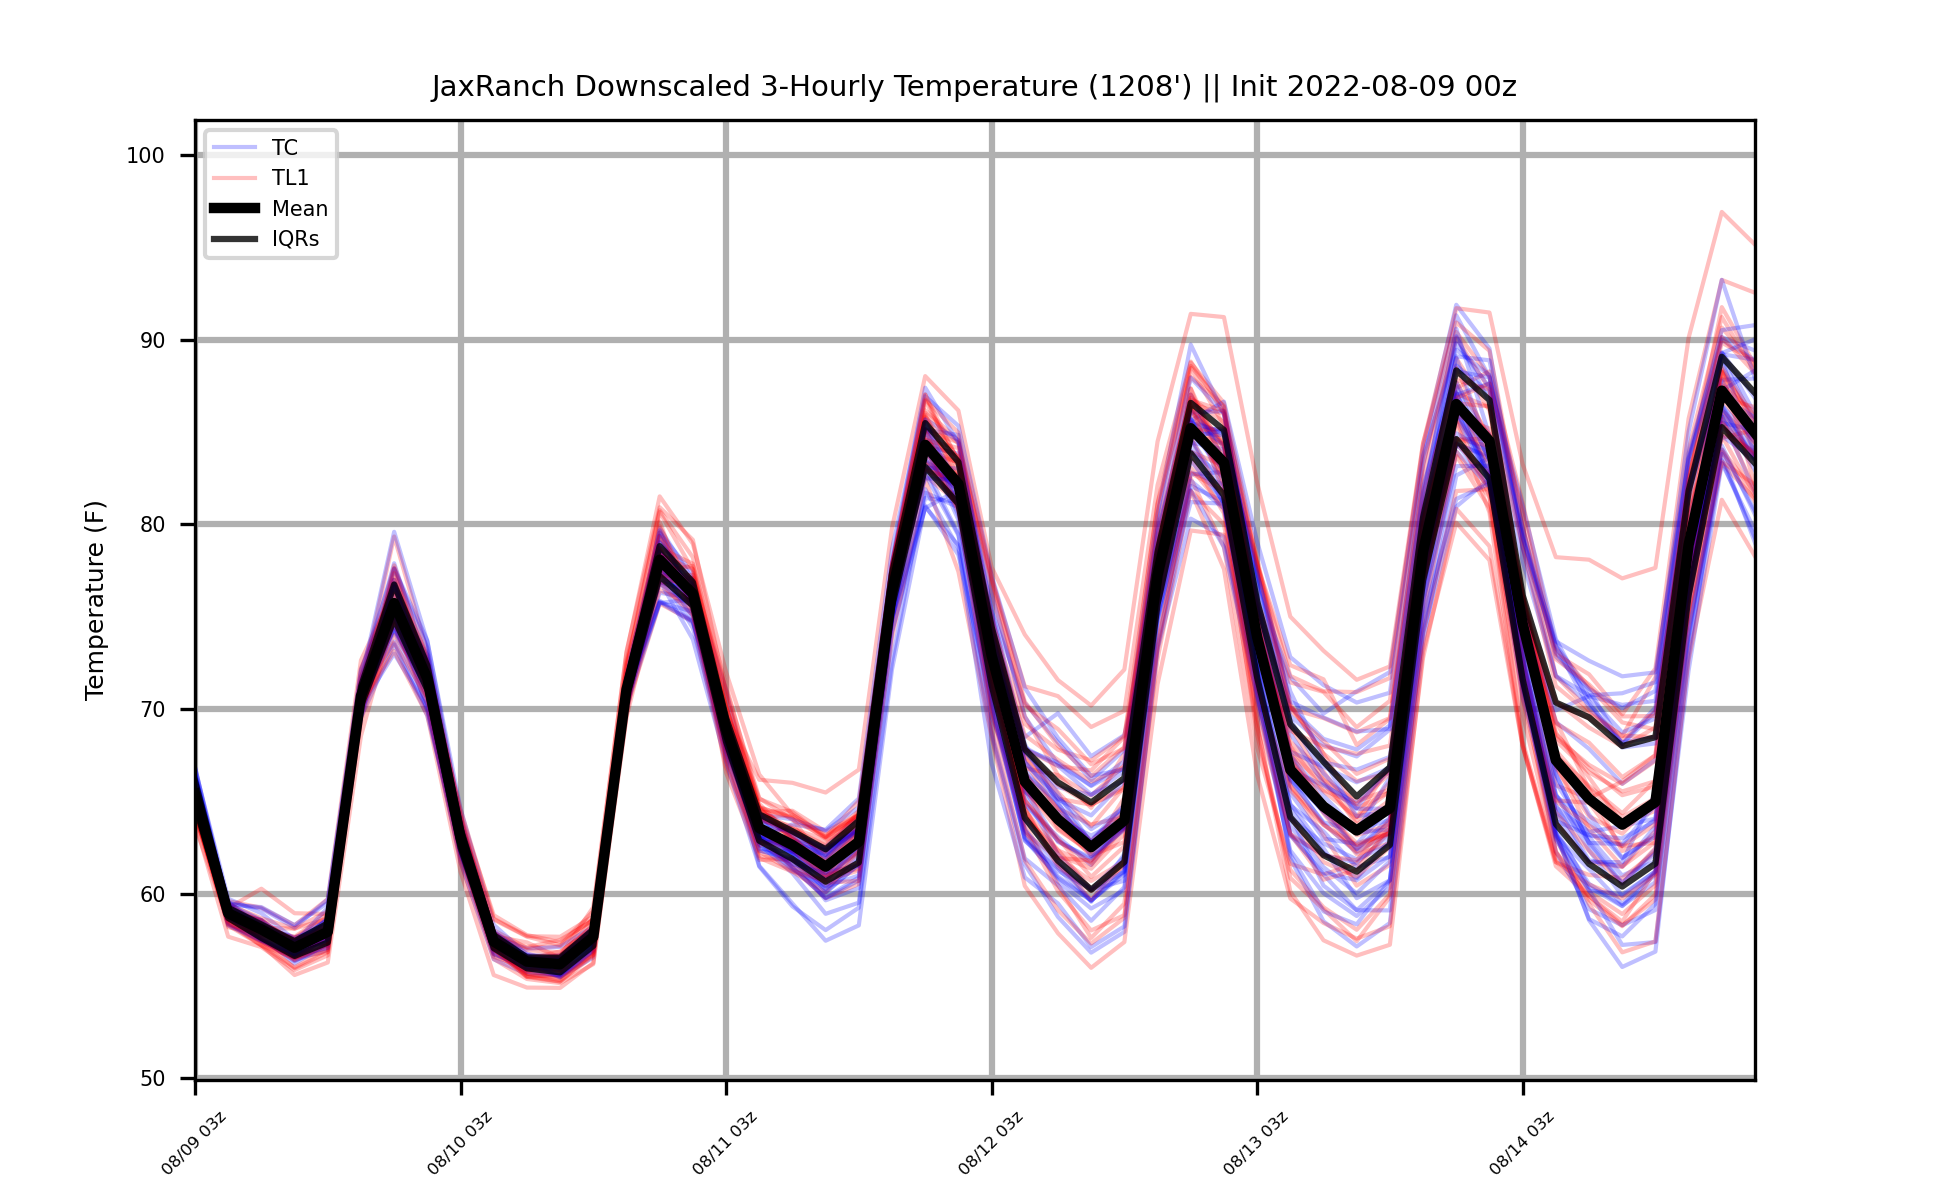 JaxRanch Downscaled 3-Hourly Temperature (1208') || Init 2022-08-09 00z
TC
TL1
Mean
IQRs
Temperature (F)
100
90
80
70
60
50
08/09 03z
08/10 03z
08/11 03z
08/12 03z
08/13 03z
08/14 03z